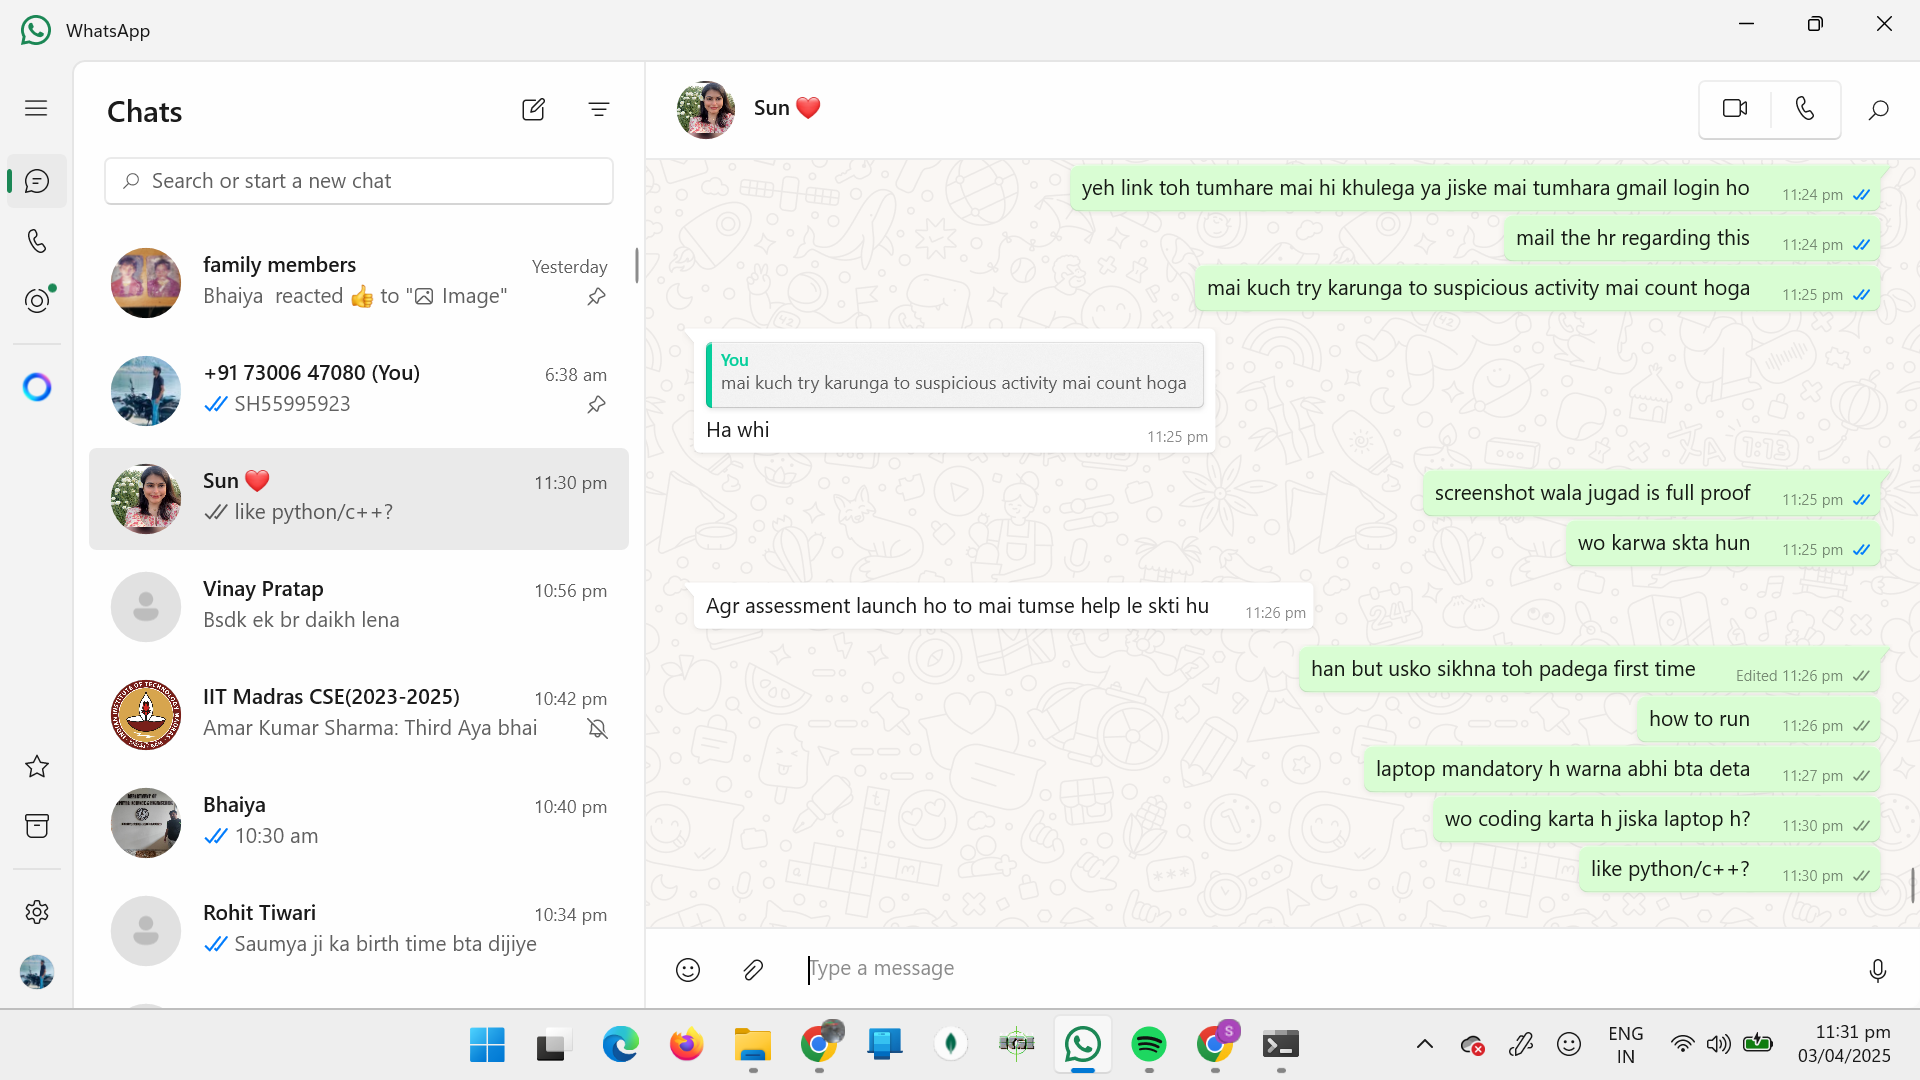 WhatsApp
Chats
Search or start a new chat
family members
Yesterday
Bhaiya reacted 👍 to "Image"
+91 73006 47080 (You)
6:38 am
SH55995923
Sun ❤️
11:30 pm
like python/c++?
Vinay Pratap
10:56 pm
Bsdk ek br daikh lena
IIT Madras CSE(2023-2025)
10:42 pm
Amar Kumar Sharma: Third Aya bhai
Bhaiya
10:40 pm
10:30 am
Rohit Tiwari
10:34 pm
Saumya ji ka birth time bta dijiye
Sun ❤️
yeh link toh tumhare mai hi khulega ya jiske mai tumhara gmail login ho
11:24 pm
mail the hr regarding this
11:24 pm
mai kuch try karunga to suspicious activity mai count hoga
11:25 pm
You
mai kuch try karunga to suspicious activity mai count hoga
Ha whi
11:25 pm
screenshot wala jugad is full proof
11:25 pm
wo karwa skta hun
11:25 pm
Agr assessment launch ho to mai tumse help le skti hu
11:26 pm
han but usko sikhna toh padega first time
Edited 11:26 pm
how to run
11:26 pm
laptop mandatory h warna abhi bta deta
11:27 pm
wo coding karta h jiska laptop h?
11:30 pm
like python/c++?
11:30 pm
Type a message
S
ENG
IN
11:31 pm
03/04/2025